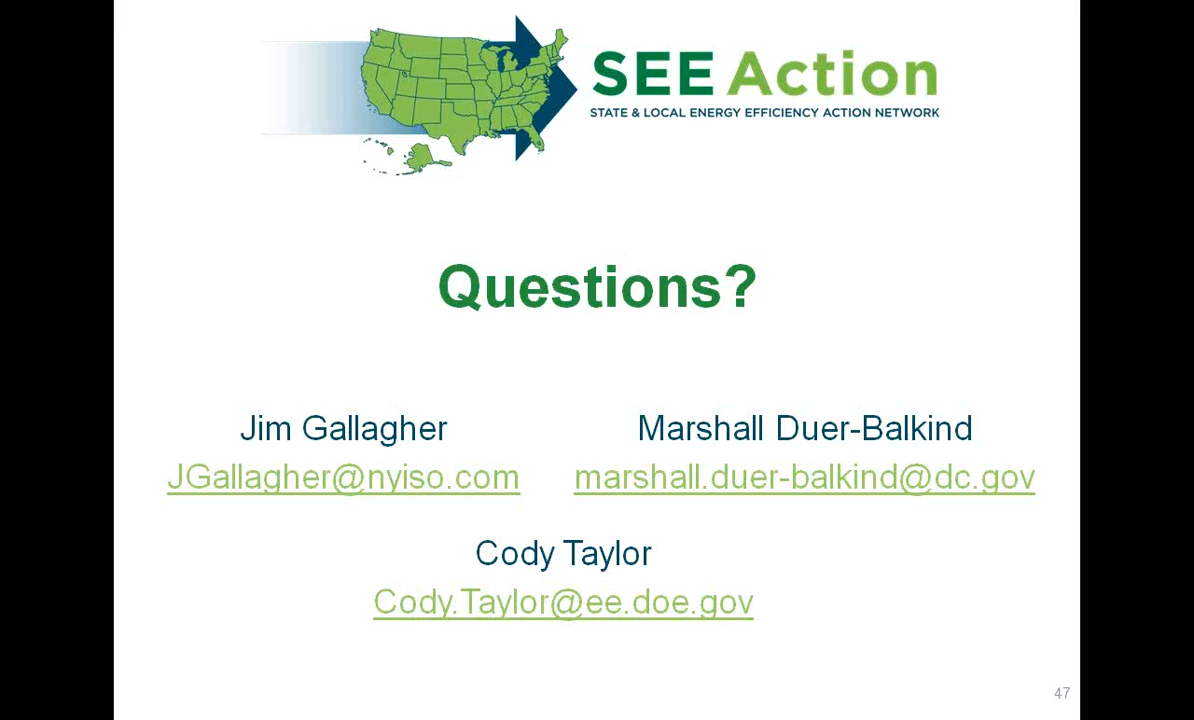 SEE Action
STATE & LOCAL ENERGY EFFICIENCY ACTION NETWORK
Questions?
Jim Gallagher
JGallagher@nyiso.com
Marshall Duer-Balkind
marshall.duer-balkind@dc.gov
Cody Taylor
Cody.Taylor@ee.doe.gov
47